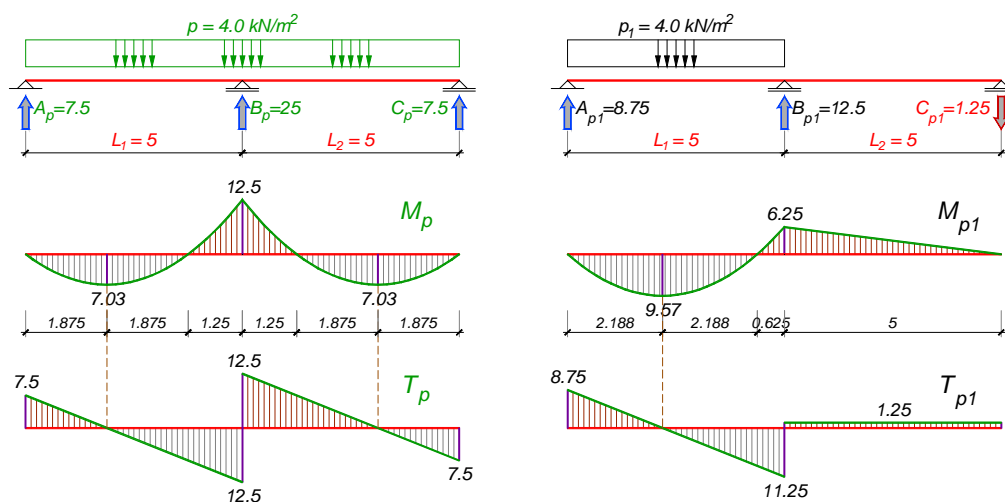 p = 4.0 kN/m²
p₁ = 4.0 kN/m²
Aₚ=7.5
Bₚ=25
Cₚ=7.5
Aₚ₁=8.75
Bₚ₁=12.5
Cₚ₁=1.25
L₁ = 5
L₂ = 5
L₁ = 5
L₂ = 5
12.5
Mₚ
6.25
Mₚ₁
7.03
7.03
9.57
1.875
1.875
1.25
1.25
1.875
1.875
2.188
2.188
0.625
5
7.5
12.5
Tₚ
8.75
Tₚ₁
1.25
12.5
7.5
11.25